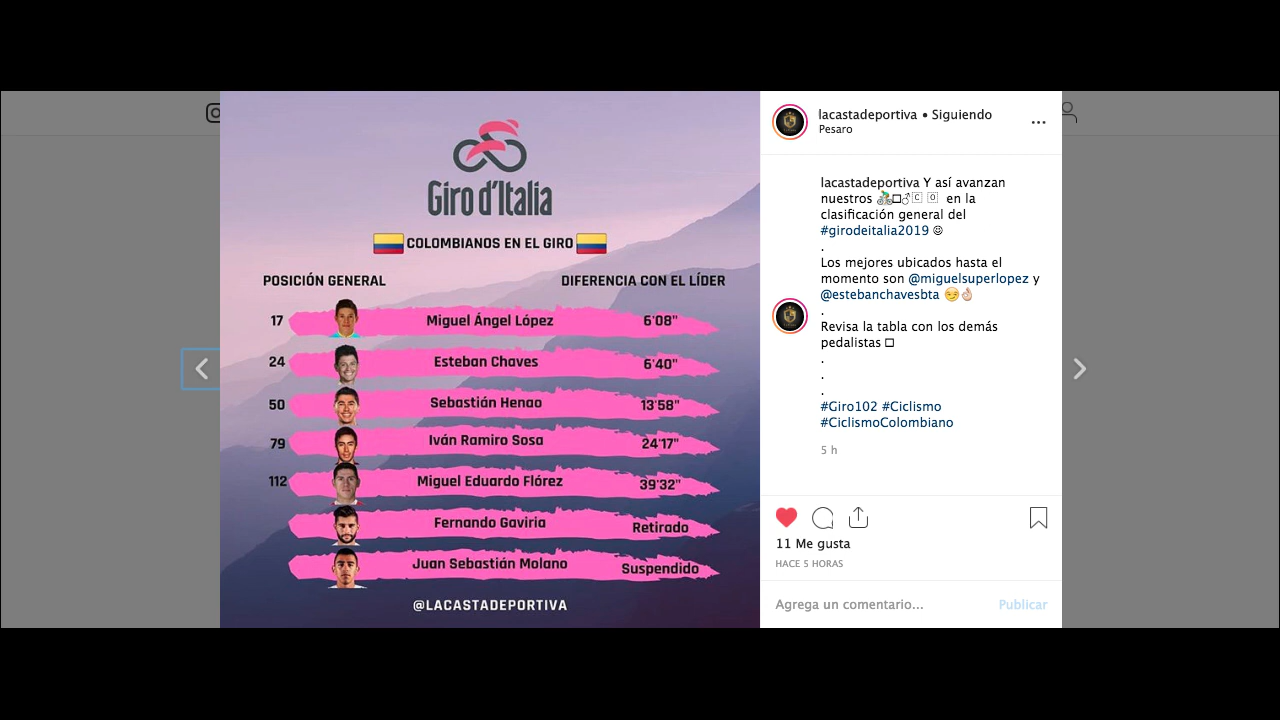 Giro d'Italia
COLOMBIANOS EN EL GIRO
POSICIÓN GENERAL DIFERENCIA CON EL LÍDER
17 Miguel Ángel López 6'08"
24 Esteban Chaves 6'40"
50 Sebastián Henao 13'58"
79 Iván Ramiro Sosa 24'17"
112 Miguel Eduardo Flórez 39'32"
Fernando Gaviria Retirado
Juan Sebastián Molano Suspendido
@LACASTADEPORTIVA
lacastadeportiva • Siguiendo
Pesaro
lacastadeportiva Y así avanzan
nuestros 🚴🏻□♂🇨 🇴 en la
clasificación general del
#girodeitalia2019 ☺
.
Los mejores ubicados hasta el
momento son @miguelsuperlopez y
@estebanchavesbta 😏👌🏻
.
Revisa la tabla con los demás
pedalistas □
.
.
.
#Giro102 #Ciclismo
#CiclismoColombiano
5 h
11 Me gusta
HACE 5 HORAS
Agrega un comentario... Publicar